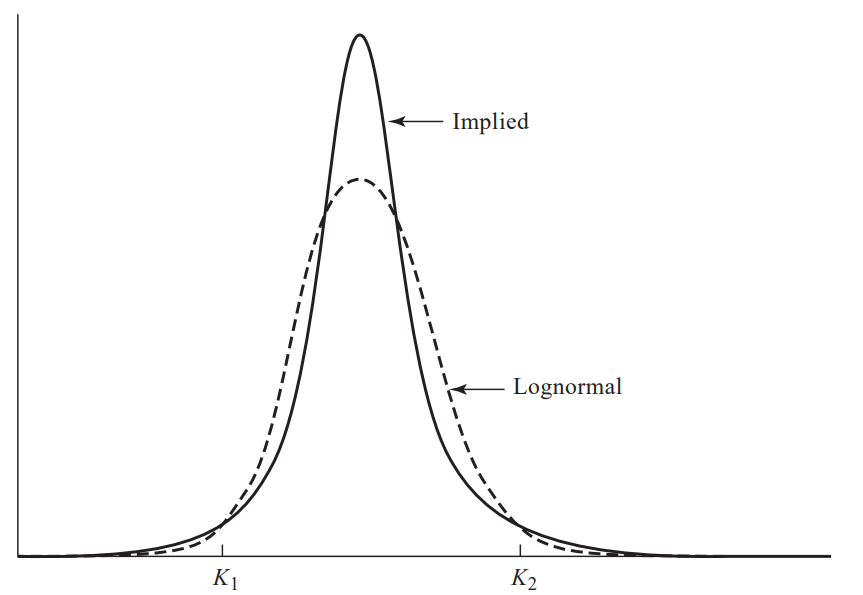 Implied
Lognormal
K₁
K₂